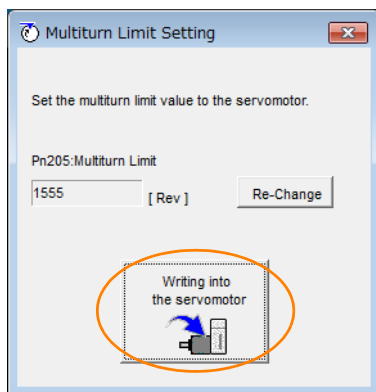 Multiturn Limit Setting
Set the multiturn limit value to the servomotor.
Pn205:Multiturn Limit
1555 [ Rev ] Re-Change
Writing into
the servomotor